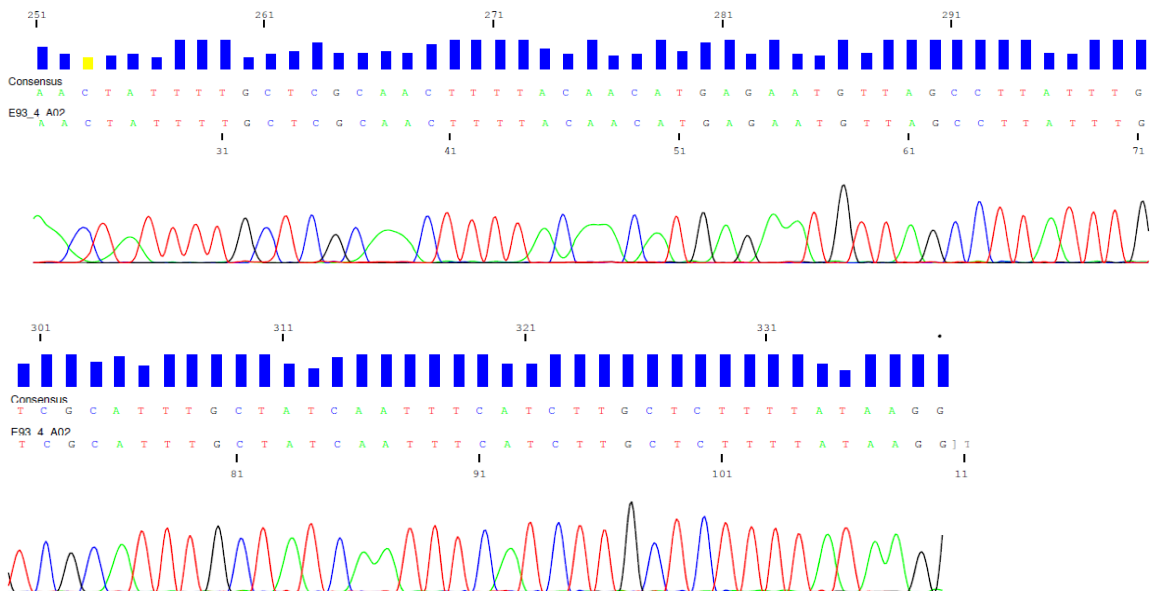 251 261 271 281 291
Consensus
A A C T A T T T T G C T C G C A A C T T T T A C A A C A T G A G A A T G T T A G C C T T A T T T G
E93_4_A02
A A C T A T T T T G C T C G C A A C T T T T A C A A C A T G A G A A T G T T A G C C T T A T T T G
31 41 51 61 71
301 311 321 331
Consensus
T C G C A T T T G C T A T C A A T T T C A T C T T G C T C T T T T A T A A G G
E93_4_A02
T C G C A T T T G C T A T C A A T T T C A T C T T G C T C T T T T A T A A G G ] T
81 91 101 11